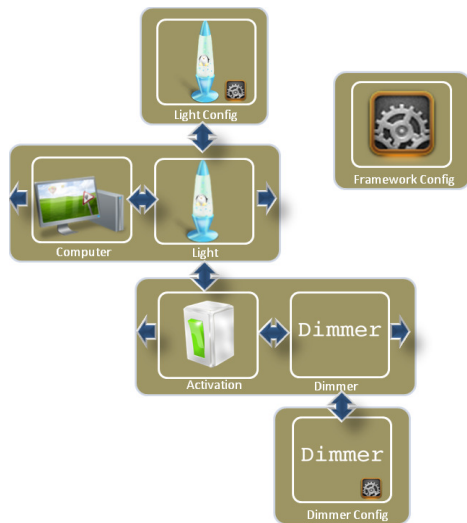 Light Config
Framework Config
Computer
Light
Dimmer
Activation
Dimmer
Dimmer
Dimmer Config